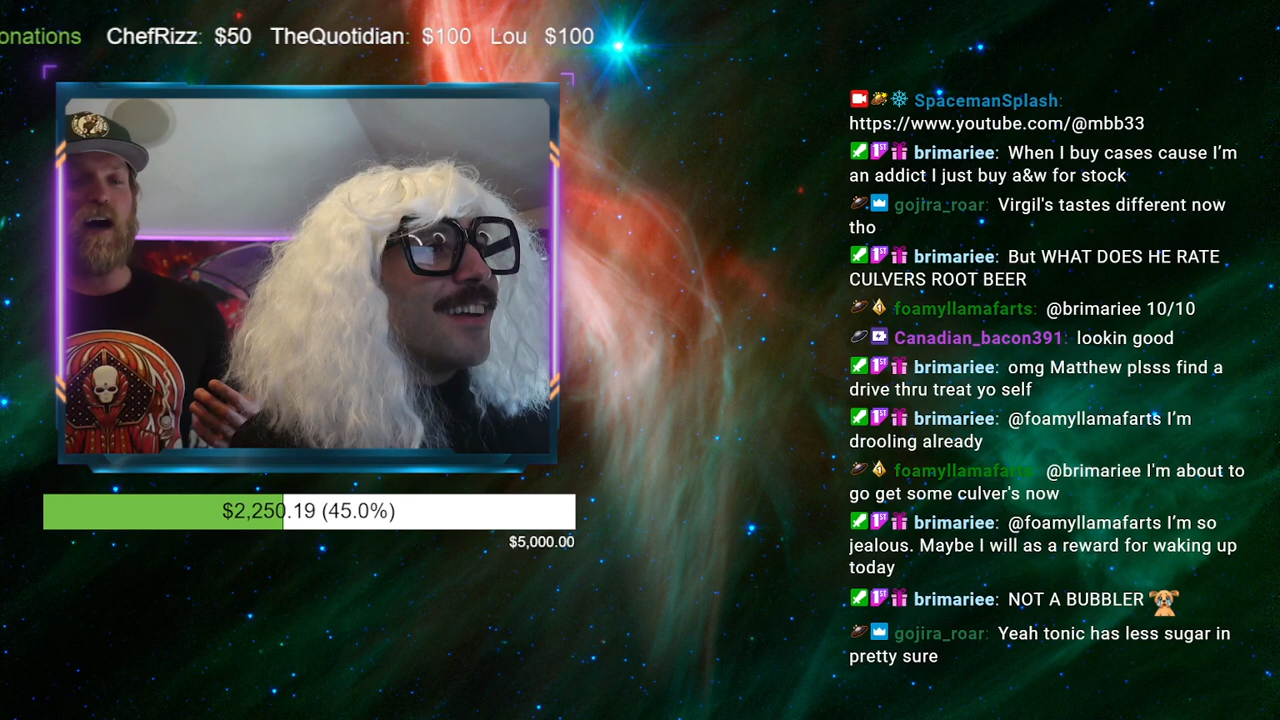 onations ChefRizz: $50 TheQuotidian: $100 Lou $100
SpacemanSplash:
https://www.youtube.com/@mbb33
brimariee: When I buy cases cause I'm
an addict I just buy a&w for stock
gojira_roar: Virgil's tastes different now
tho
brimariee: But WHAT DOES HE RATE
CULVERS ROOT BEER
foamyllamafarts: @brimariee 10/10
Canadian_bacon391: lookin good
brimariee: omg Matthew plsss find a
drive thru treat yo self
brimariee: @foamyllamafarts I'm
drooling already
foamyllamafarts @brimariee I'm about to
go get some culver's now
brimariee: @foamyllamafarts I'm so
jealous. Maybe I will as a reward for waking up
today
brimariee: NOT A BUBBLER
gojira_roar: Yeah tonic has less sugar in
pretty sure
$2,250.19 (45.0%)
$5,000.00